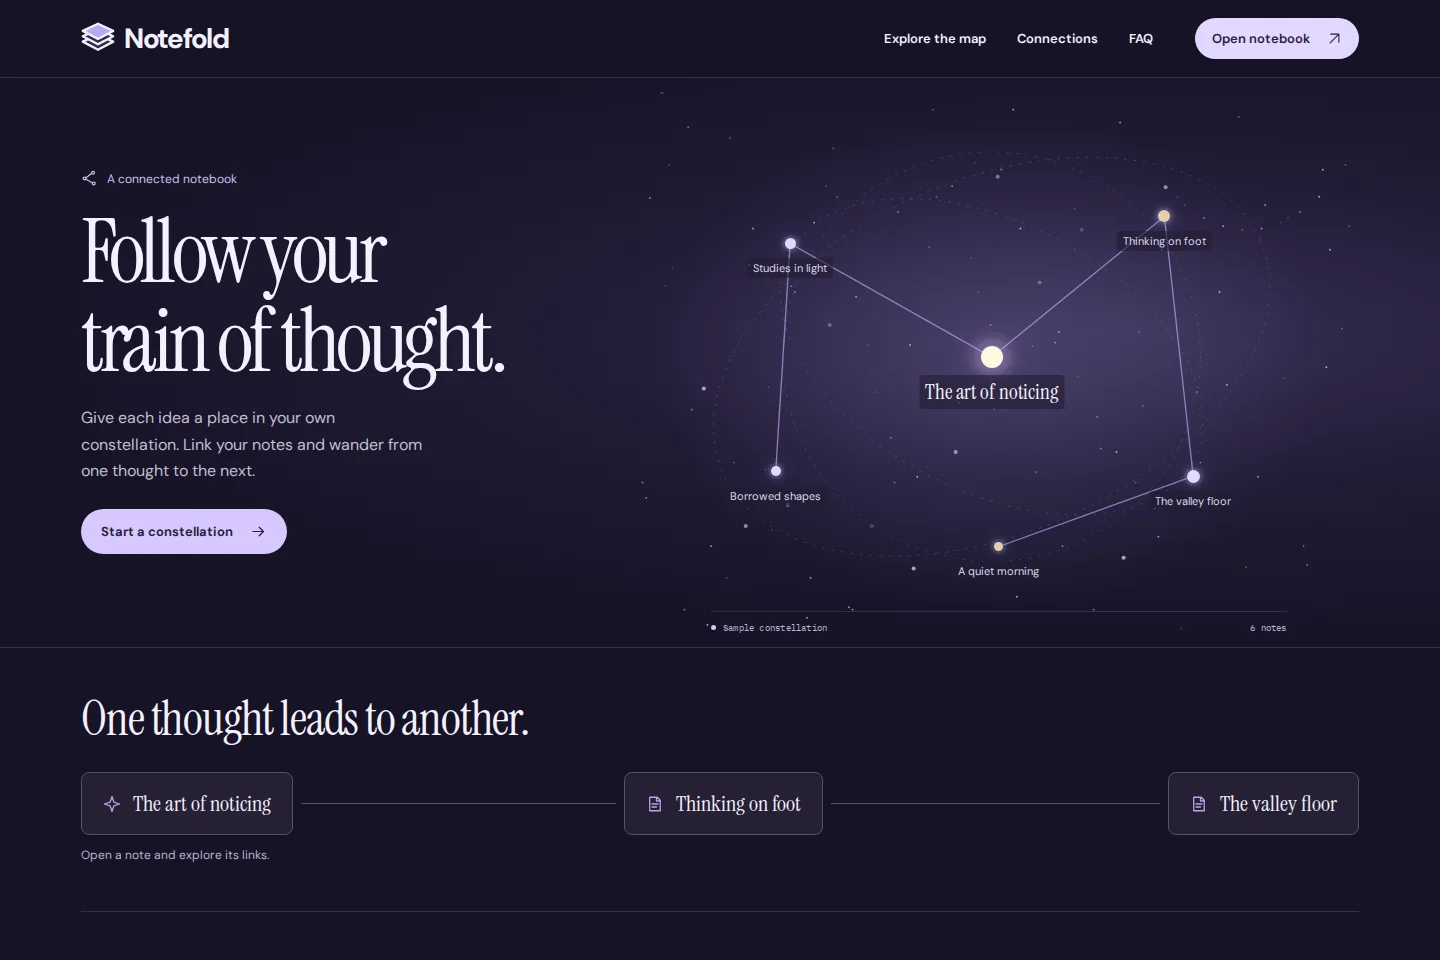 Notefold
Explore the map
Connections
FAQ
Open notebook
A connected notebook
Follow your
train of thought.
Give each idea a place in your own
constellation. Link your notes and wander from
one thought to the next.
Start a constellation
Thinking on foot
Studies in light
The art of noticing
Borrowed shapes
The valley floor
A quiet morning
Sample constellation
6 notes
One thought leads to another.
The art of noticing
Thinking on foot
The valley floor
Open a note and explore its links.